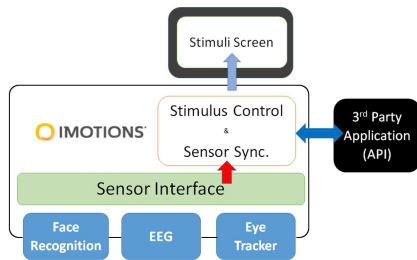 Stimuli Screen
IMOTIONS®
Stimulus Control
&
Sensor Sync.
3rd Party
Application
(API)
Sensor Interface
Face
Recognition
EEG
Eye
Tracker